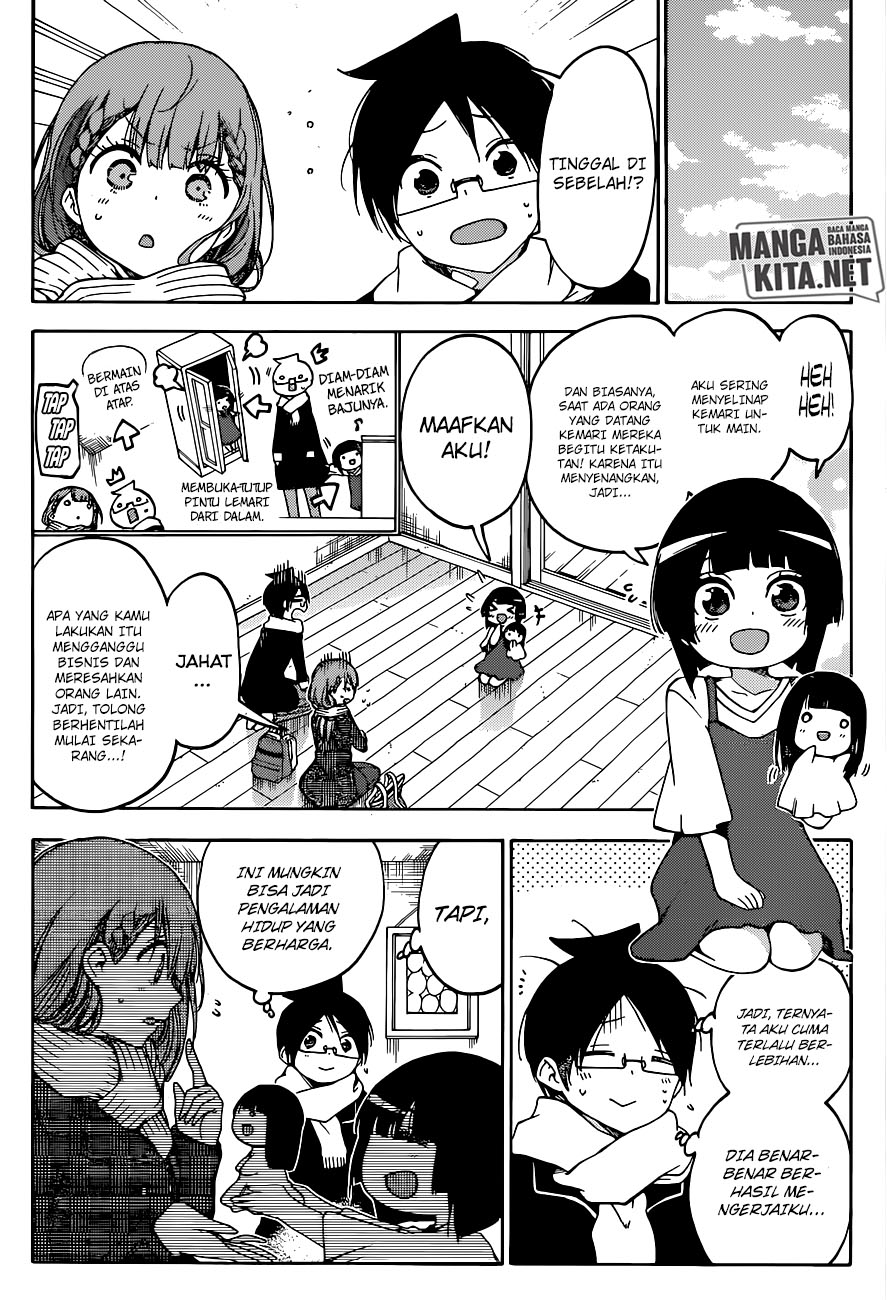 TINGGAL DI
SEBELAH!?
MANGA
KITA.NET
BACA MANGA
BAHASA
INDONESIA
HEH
HEH!
AKU SERING
MENYELINAP
KEMARI UN-
TUK MAIN.
DAN BIASANYA,
SAAT ADA ORANG
YANG DATANG
KEMARI MEREKA
BEGITU KETAKU-
TAN! KARENA ITU
MENYENANGKAN,
JADI...
MAAFKAN
AKU!
DIAM-DIAM
MENARIK
BAJUNYA.
MEMBUKA-TUTUP
PINTU LEMARI
DARI DALAM.
BERMAIN
DI ATAS
ATAP.
TAP
TAP
TAP
JAHAT
...
APA YANG KAMU
LAKUKAN ITU
MENGGANGGU
BISNIS DAN
MERESAHKAN
ORANG LAIN.
JADI, TOLONG
BERHENTILAH
MULAI SEKA-
RANG...!
JADI, TERNYA-
TA AKU CUMA
TERLALU BER-
LEBIHAN...
DIA BENAR-
BENAR BER-
HASIL ME-
NGERJAIKU...
TAPI,
INI MUNGKIN
BISA JADI
PENGALAMAN
HIDUP YANG
BERHARGA.